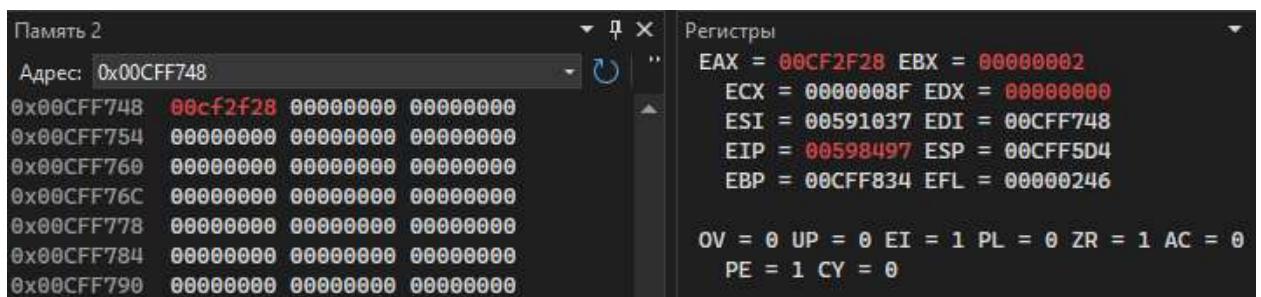 Память 2
Адрес: 0x00CFF748
0x00CFF748 00cf2f28 00000000 00000000
0x00CFF754 00000000 00000000 00000000
0x00CFF760 00000000 00000000 00000000
0x00CFF76C 00000000 00000000 00000000
0x00CFF778 00000000 00000000 00000000
0x00CFF784 00000000 00000000 00000000
0x00CFF790 00000000 00000000 00000000
Регистры
EAX = 00CF2F28 EBX = 00000002
ECX = 0000008F EDX = 00000000
ESI = 00591037 EDI = 00CFF748
EIP = 00598497 ESP = 00CFF5D4
EBP = 00CFF834 EFL = 00000246
OV = 0 UP = 0 EI = 1 PL = 0 ZR = 1 AC = 0
PE = 1 CY = 0